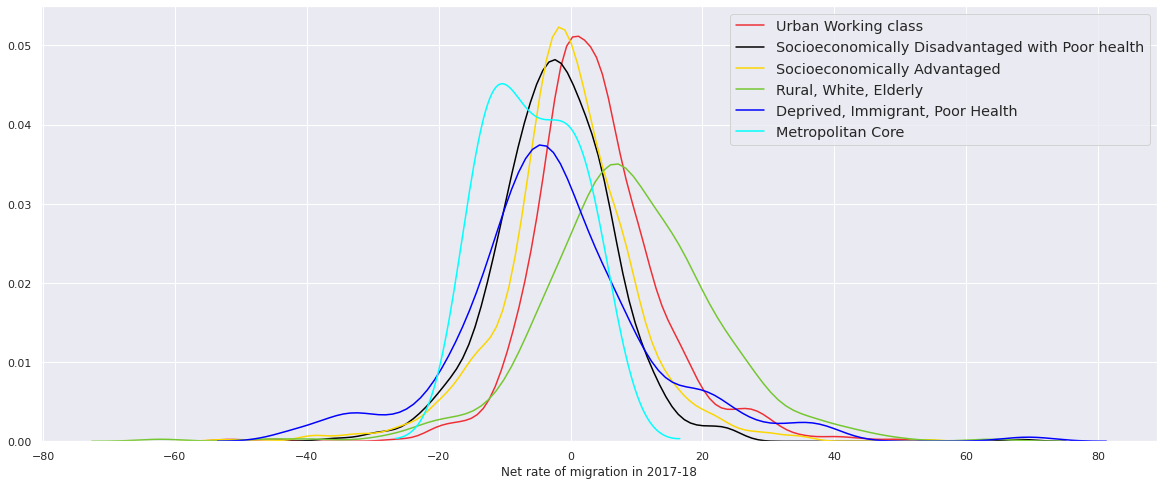 0.05
0.04
0.03
0.02
0.01
0.00
Urban Working class
Socioeconomically Disadvantaged with Poor health
Socioeconomically Advantaged
Rural, White, Elderly
Deprived, Immigrant, Poor Health
Metropolitan Core
−80 −60 −40 −20 0 20 40 60 80
Net rate of migration in 2017-18